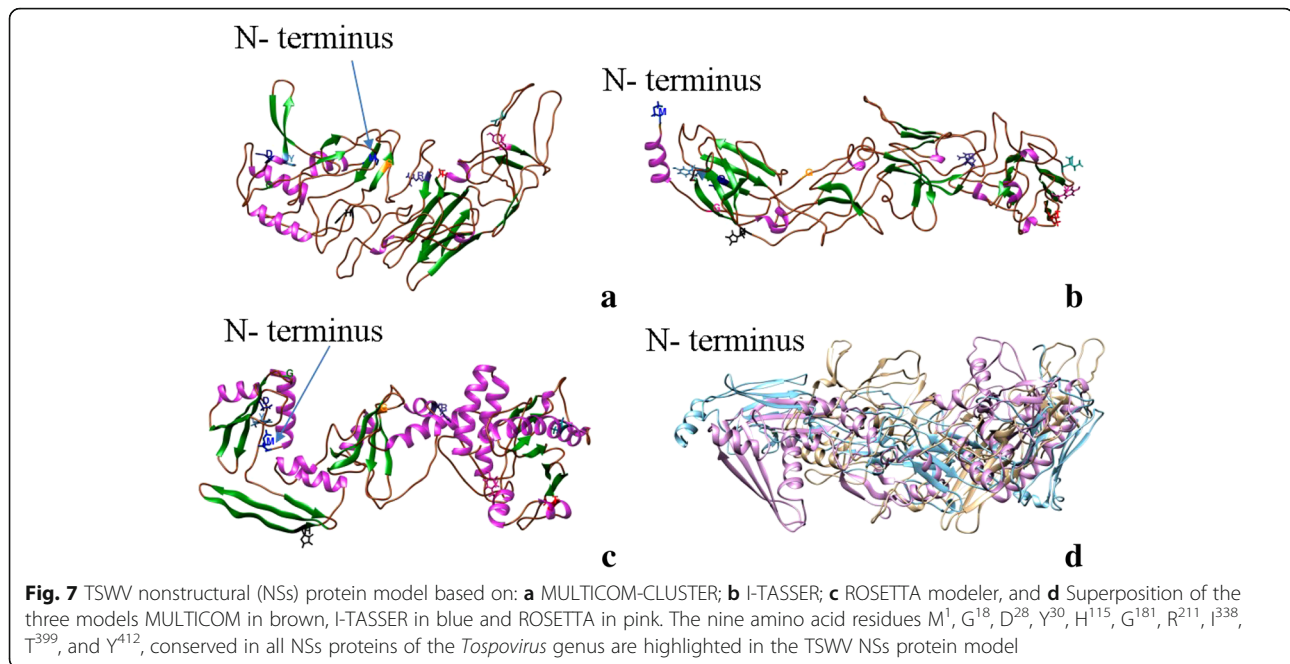 N- terminus
N- terminus
M
D
Y
R
H
a
b
N- terminus
N- terminus
G
D
M
c
d
Fig. 7 TSWV nonstructural (NSs) protein model based on: a MULTICOM-CLUSTER; b I-TASSER; c ROSETTA modeler, and d Superposition of the
three models MULTICOM in brown, I-TASSER in blue and ROSETTA in pink. The nine amino acid residues M¹, G¹⁸, D²⁸, Y³⁰, H¹¹⁵, G¹⁸¹, R²¹¹, I³³⁸,
T³⁹⁹, and Y⁴¹², conserved in all NSs proteins of the Tospovirus genus are highlighted in the TSWV NSs protein model